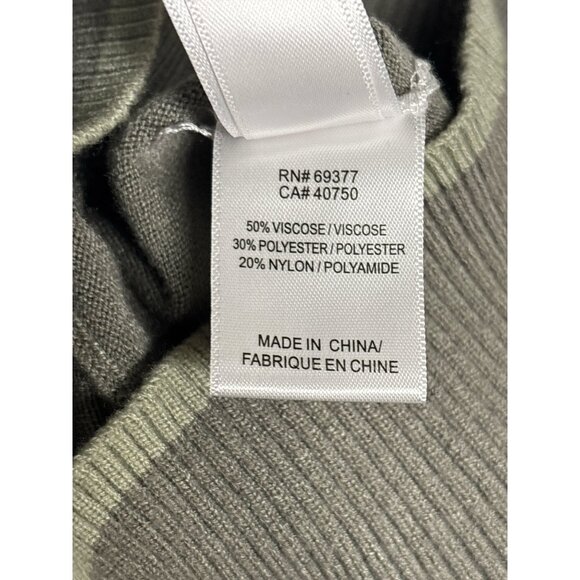 RN# 69377
CA# 40750
50% VISCOSE / VISCOSE
30% POLYESTER / POLYESTER
20% NYLON / POLYAMIDE
MADE IN CHINA/
FABRIQUE EN CHINE